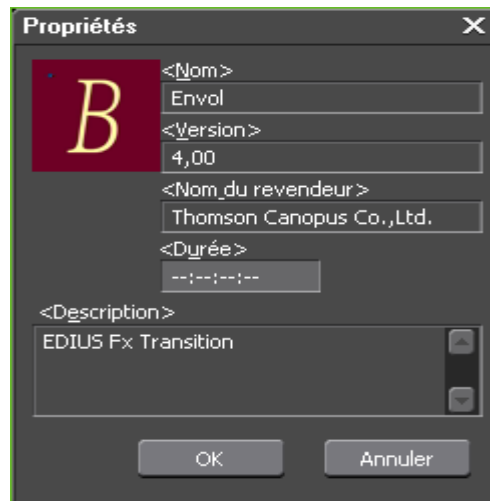 Propriétés
B
<Nom>
Envol
<Version>
4,00
<Nom du revendeur>
Thomson Canopus Co.,Ltd.
<Durée>
--:--:--:--
<Description>
EDIUS Fx Transition
OK
Annuler